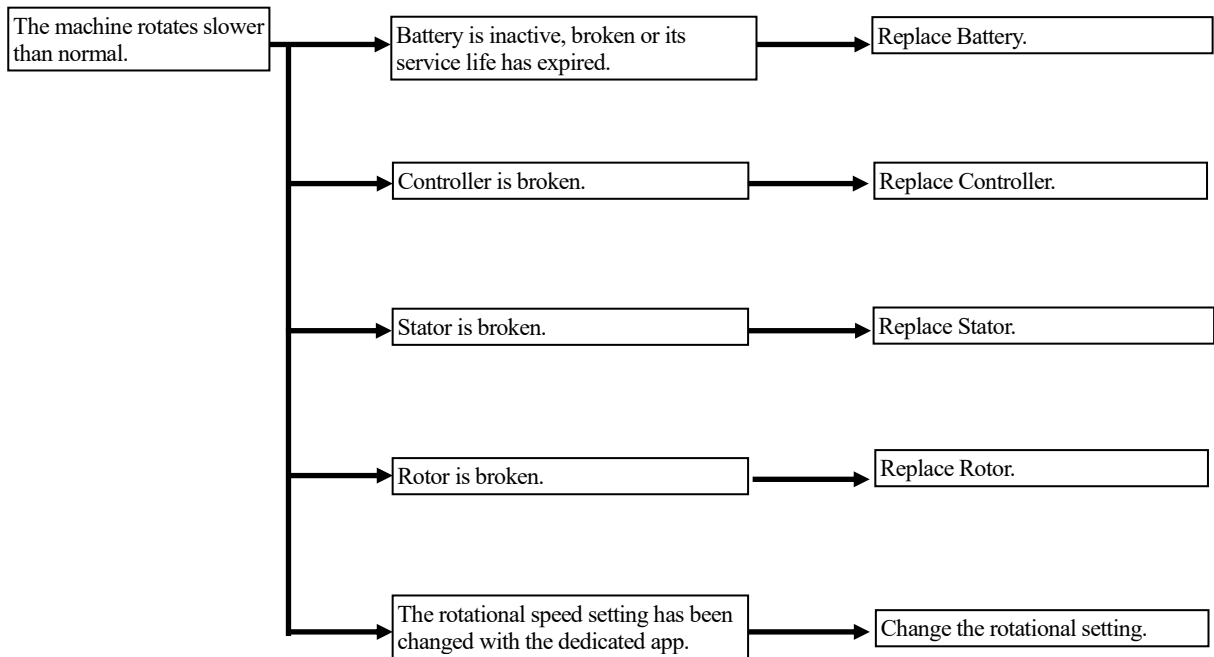 The machine rotates slower
than normal.
Battery is inactive, broken or its
service life has expired.
Replace Battery.
Controller is broken.
Replace Controller.
Stator is broken.
Replace Stator.
Rotor is broken.
Replace Rotor.
The rotational speed setting has been
changed with the dedicated app.
Change the rotational setting.